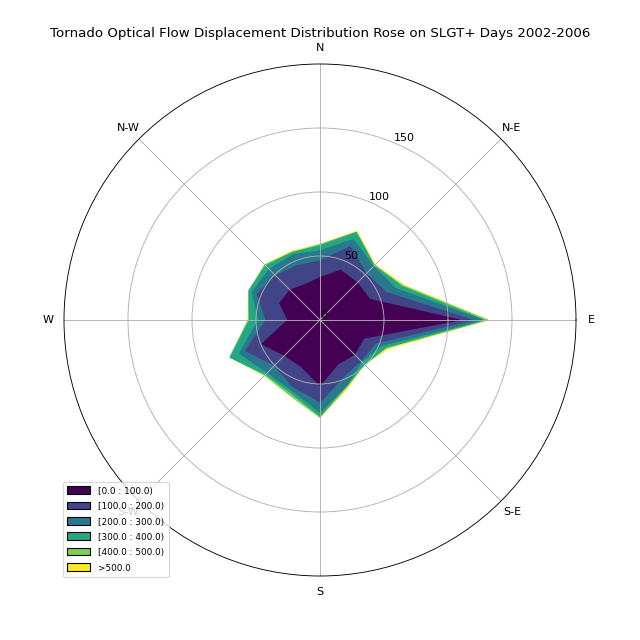 Tornado Optical Flow Displacement Distribution Rose on SLGT+ Days 2002-2006
N
N-W
N-E
150
100
50
0
W
E
[0.0 : 100.0)
[100.0 : 200.0)
S-W
[200.0 : 300.0)
[300.0 : 400.0)
[400.0 : 500.0)
>500.0
S-E
S